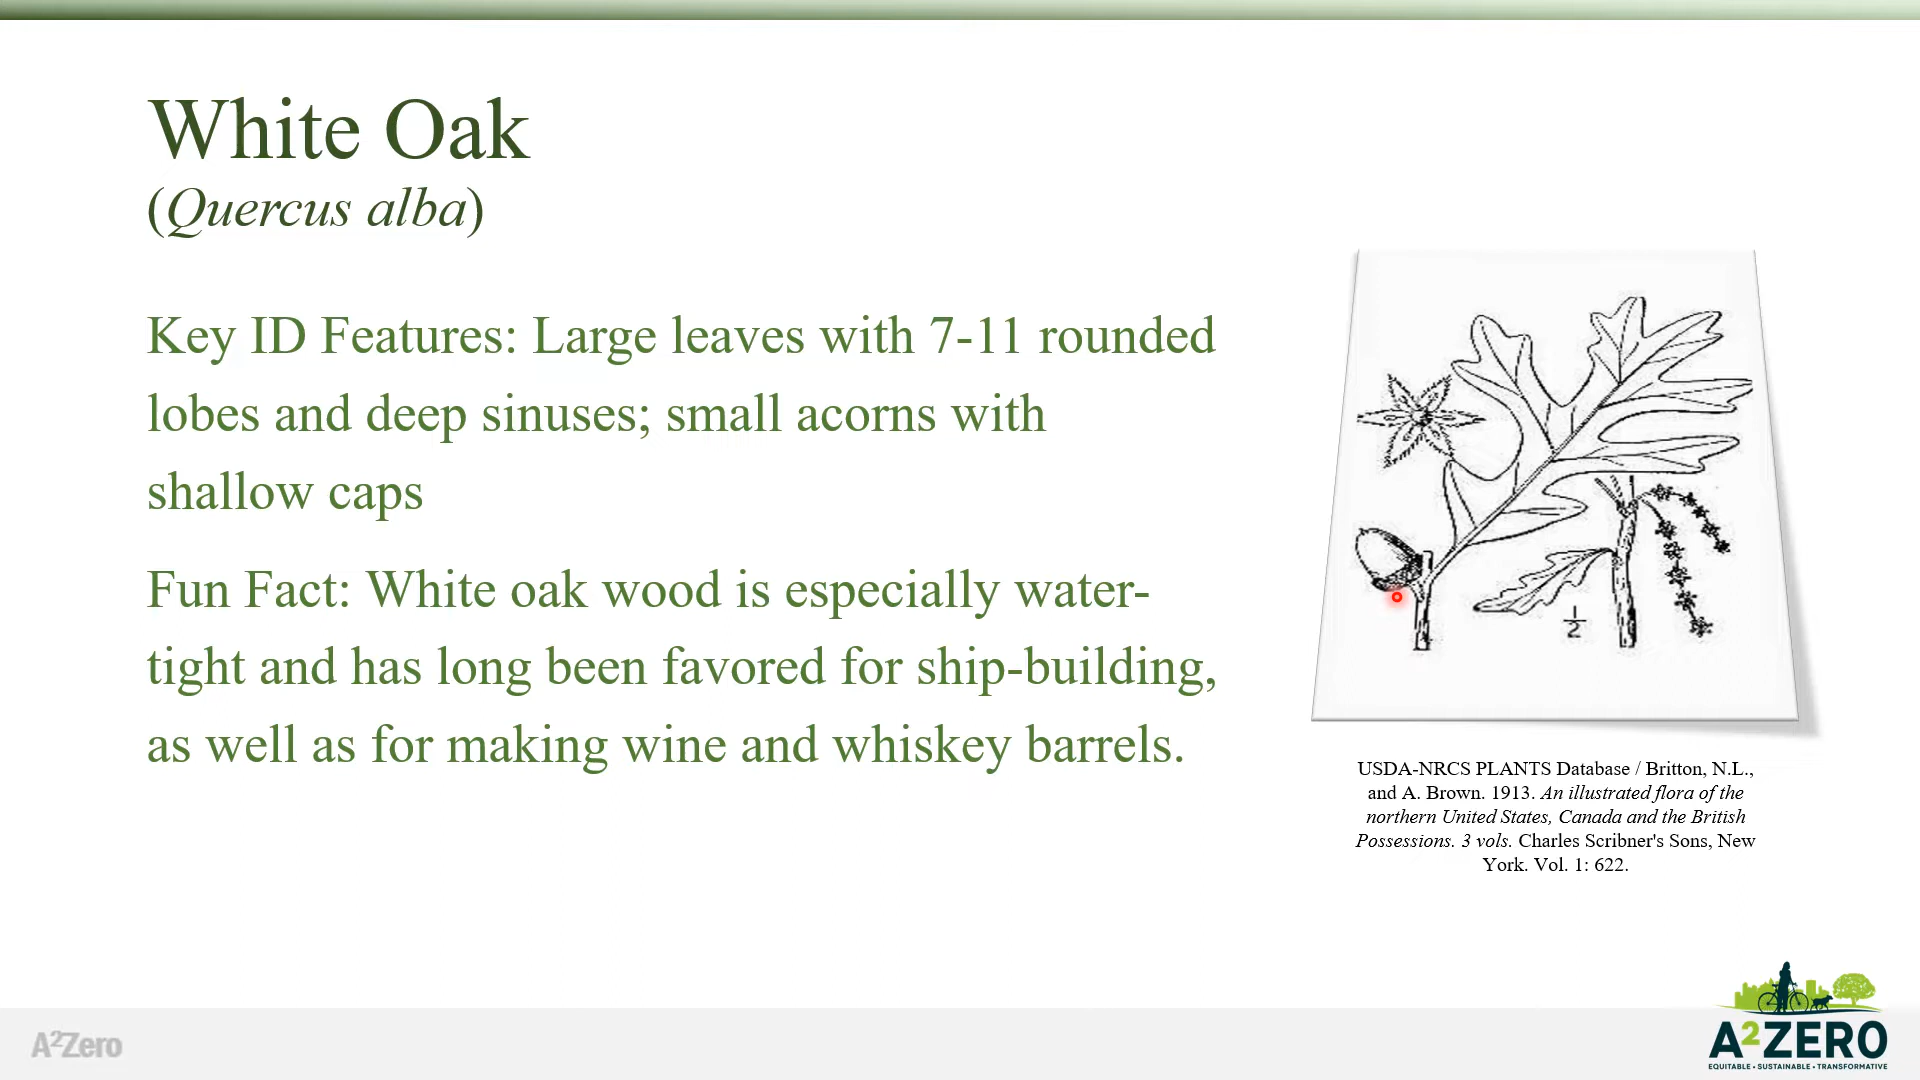 White Oak
(Quercus alba)
Key ID Features: Large leaves with 7-11 rounded
lobes and deep sinuses; small acorns with
shallow caps
Fun Fact: White oak wood is especially water-
tight and has long been favored for ship-building,
as well as for making wine and whiskey barrels.
1
2
USDA-NRCS PLANTS Database / Britton, N.L.,
and A. Brown. 1913. An illustrated flora of the
northern United States, Canada and the British
Possessions. 3 vols. Charles Scribner's Sons, New
York. Vol. 1: 622.
A²Zero
A²ZERO
EQUITABLE • SUSTAINABLE • TRANSFORMATIVE